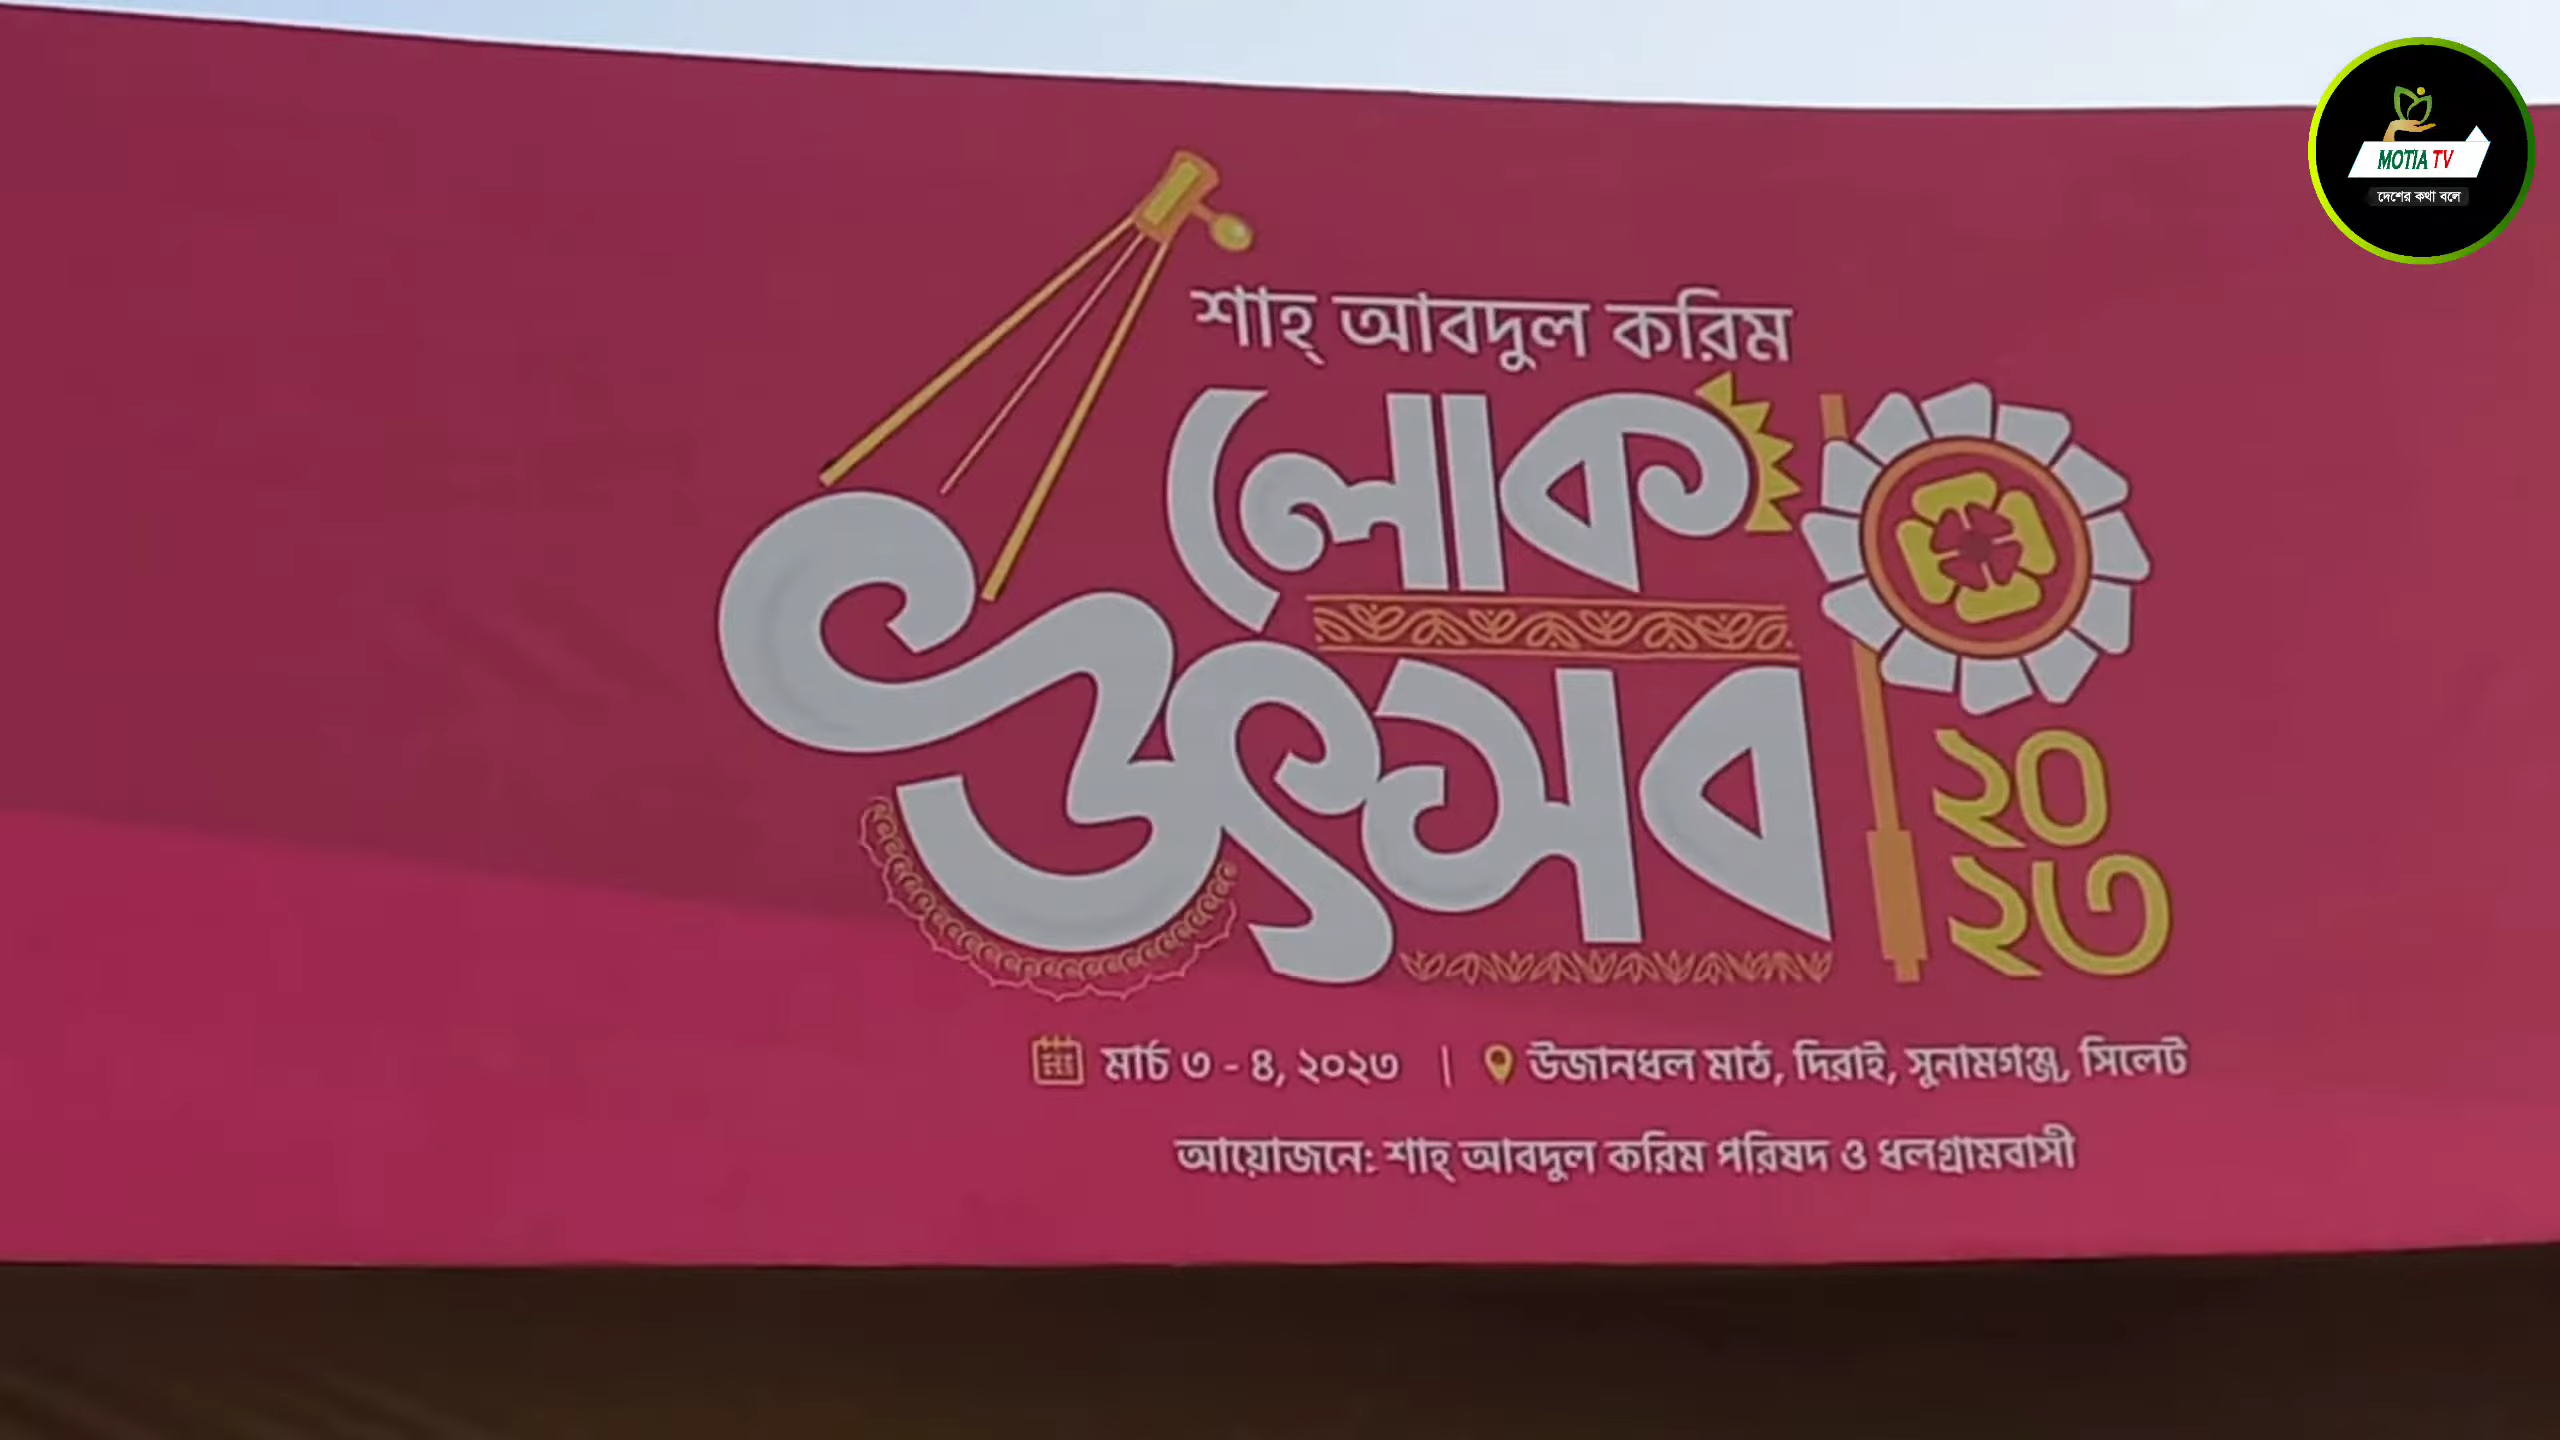 MOTIA TV
দেশের কথা বলে
শাহ্ আবদুল করিম
লোক
উৎসব
২০
২৩
মার্চ ৩ - ৪, ২০২৩ | উজানধল মাঠ, দিরাই, সুনামগঞ্জ, সিলেট
আয়োজনে: শাহ্ আবদুল করিম পরিষদ ও ধলগ্রামবাসী